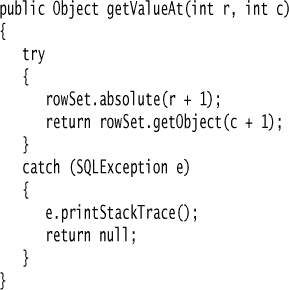 public Object getValueAt(int r, int c)
{
   try
   {
      rowSet.absolute(r + 1);
      return rowSet.getObject(c + 1);
   }
   catch (SQLException e)
   {
      e.printStackTrace();
      return null;
   }
}